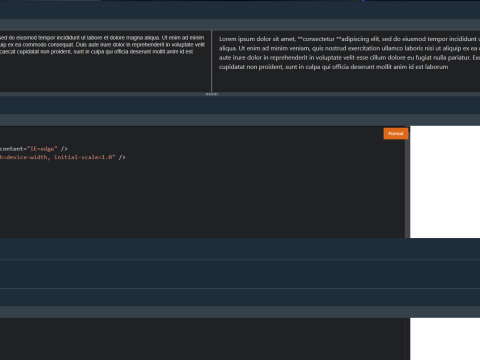 sed do eiusmod tempor incididunt ut labore et dolore magna aliqua. Ut enim ad minim
uip ex ea commodo consequat. Duis aute irure dolor in reprehenderit in voluptate velit
caecat cupidatat non proident, sunt in culpa qui officia deserunt mollit anim id est
Lorem ipsum dolor sit amet, **consectetur **adipiscing elit, sed do eiusmod tempor incididunt u
aliqua. Ut enim ad minim veniam, quis nostrud exercitation ullamco laboris nisi ut aliquip ex ea c
aute irure dolor in reprehenderit in voluptate velit esse cillum dolore eu fugiat nulla pariatur. Exc
cupidatat non proident, sunt in culpa qui officia deserunt mollit anim id est laborum
Format
content="IE=edge" />
h=device-width, initial-scale=1.0" />